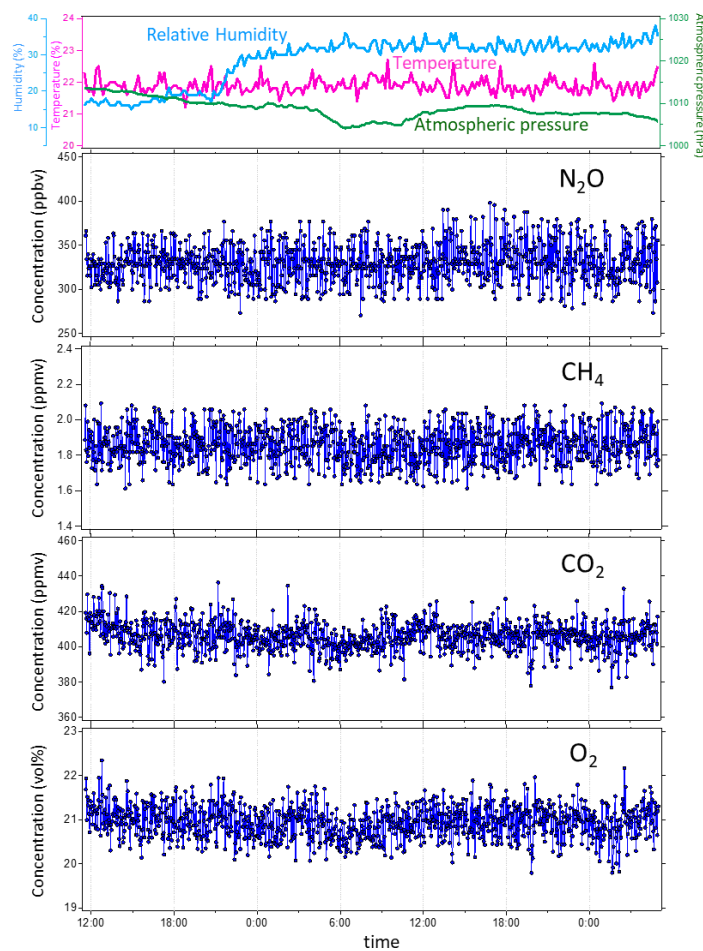 Humidity (%)
40
30
20
10
Temperature (%)
24
23
22
21
20
Relative Humidity
Temperature
Atmospheric pressure
1030
1020
1010
1000
Atmospheric pressure (hPa)
Concentration (ppbv)
450
400
350
300
250
N₂O
Concentration (ppmv)
2.4
2.2
2.0
1.8
1.6
1.4
CH₄
Concentration (ppmv)
460
440
420
400
380
360
CO₂
Concentration (vol%)
23
22
21
20
19
O₂
12:00 18:00 0:00 6:00 12:00 18:00 0:00
time